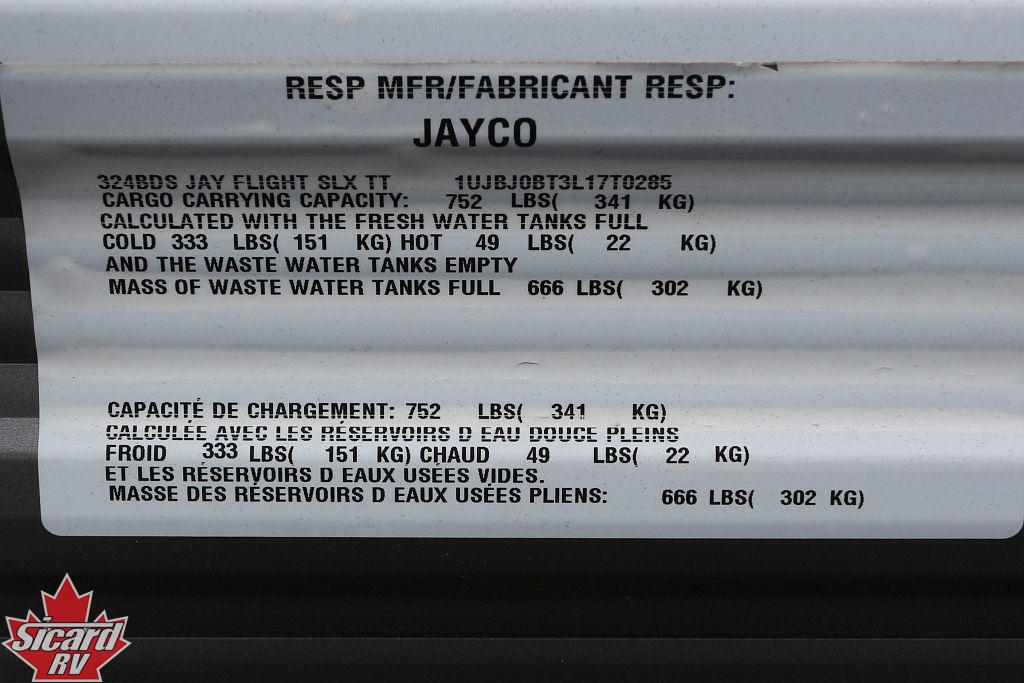 RESP MFR/FABRICANT RESP:
JAYCO
324BDS JAY FLIGHT SLX TT 1UJBJ0BT3L17T0285
CARGO CARRYING CAPACITY: 752 LBS( 341 KG)
CALCULATED WITH THE FRESH WATER TANKS FULL
COLD 333 LBS( 151 KG) HOT 49 LBS( 22 KG)
AND THE WASTE WATER TANKS EMPTY
MASS OF WASTE WATER TANKS FULL 666 LBS( 302 KG)
CAPACITÉ DE CHARGEMENT: 752 LBS( 341 KG)
CALCULÉE AVEC LES RÉSERVOIRS D EAU DOUCE PLEINS
FROID 333 LBS( 151 KG) CHAUD 49 LBS( 22 KG)
ET LES RÉSERVOIRS D EAUX USÉES VIDES.
MASSE DES RÉSERVOIRS D EAUX USÉES PLIENS: 666 LBS( 302 KG)
Sicard
RV